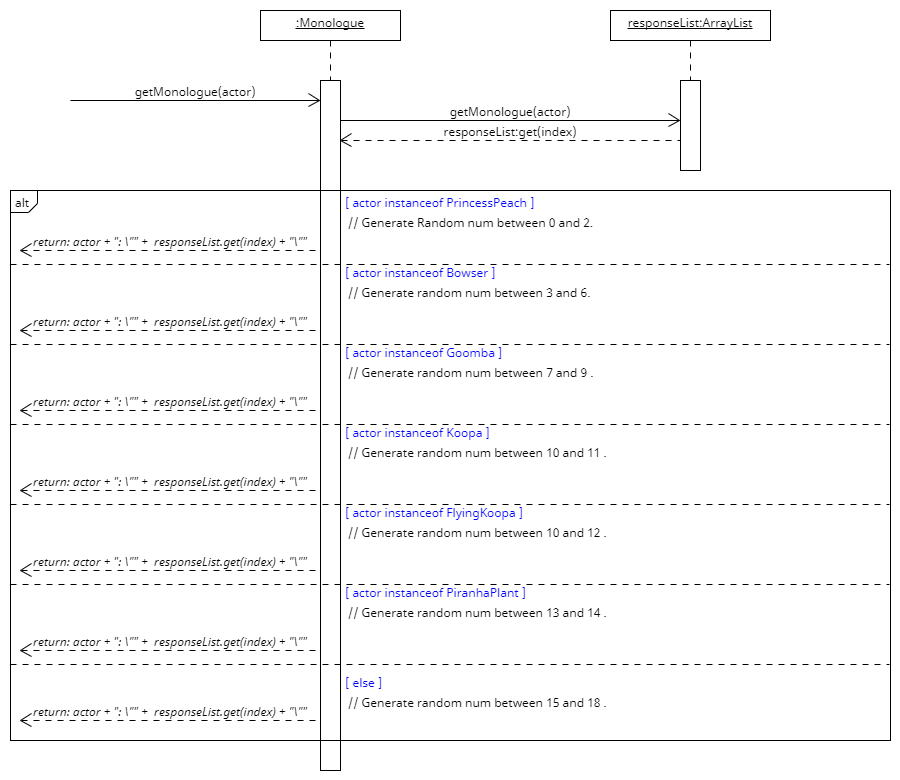 :Monologue
responseList:ArrayList
getMonologue(actor)
getMonologue(actor)
responseList:get(index)
alt
[ actor instanceof PrincessPeach ]
// Generate Random num between 0 and 2.
return: actor + ": \"" + responseList.get(index) + "\""
[ actor instanceof Bowser ]
// Generate random num between 3 and 6.
return: actor + ": \"" + responseList.get(index) + "\""
[ actor instanceof Goomba ]
// Generate random num between 7 and 9 .
return: actor + ": \"" + responseList.get(index) + "\""
[ actor instanceof Koopa ]
// Generate random num between 10 and 11 .
return: actor + ": \"" + responseList.get(index) + "\""
[ actor instanceof FlyingKoopa ]
// Generate random num between 10 and 12 .
return: actor + ": \"" + responseList.get(index) + "\""
[ actor instanceof PiranhaPlant ]
// Generate random num between 13 and 14 .
return: actor + ": \"" + responseList.get(index) + "\""
[ else ]
// Generate random num between 15 and 18 .
return: actor + ": \"" + responseList.get(index) + "\""